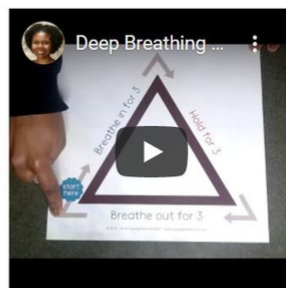 Deep Breathing ...
Breathe in for 3
Hold for 3
start
here
Breathe out for 3